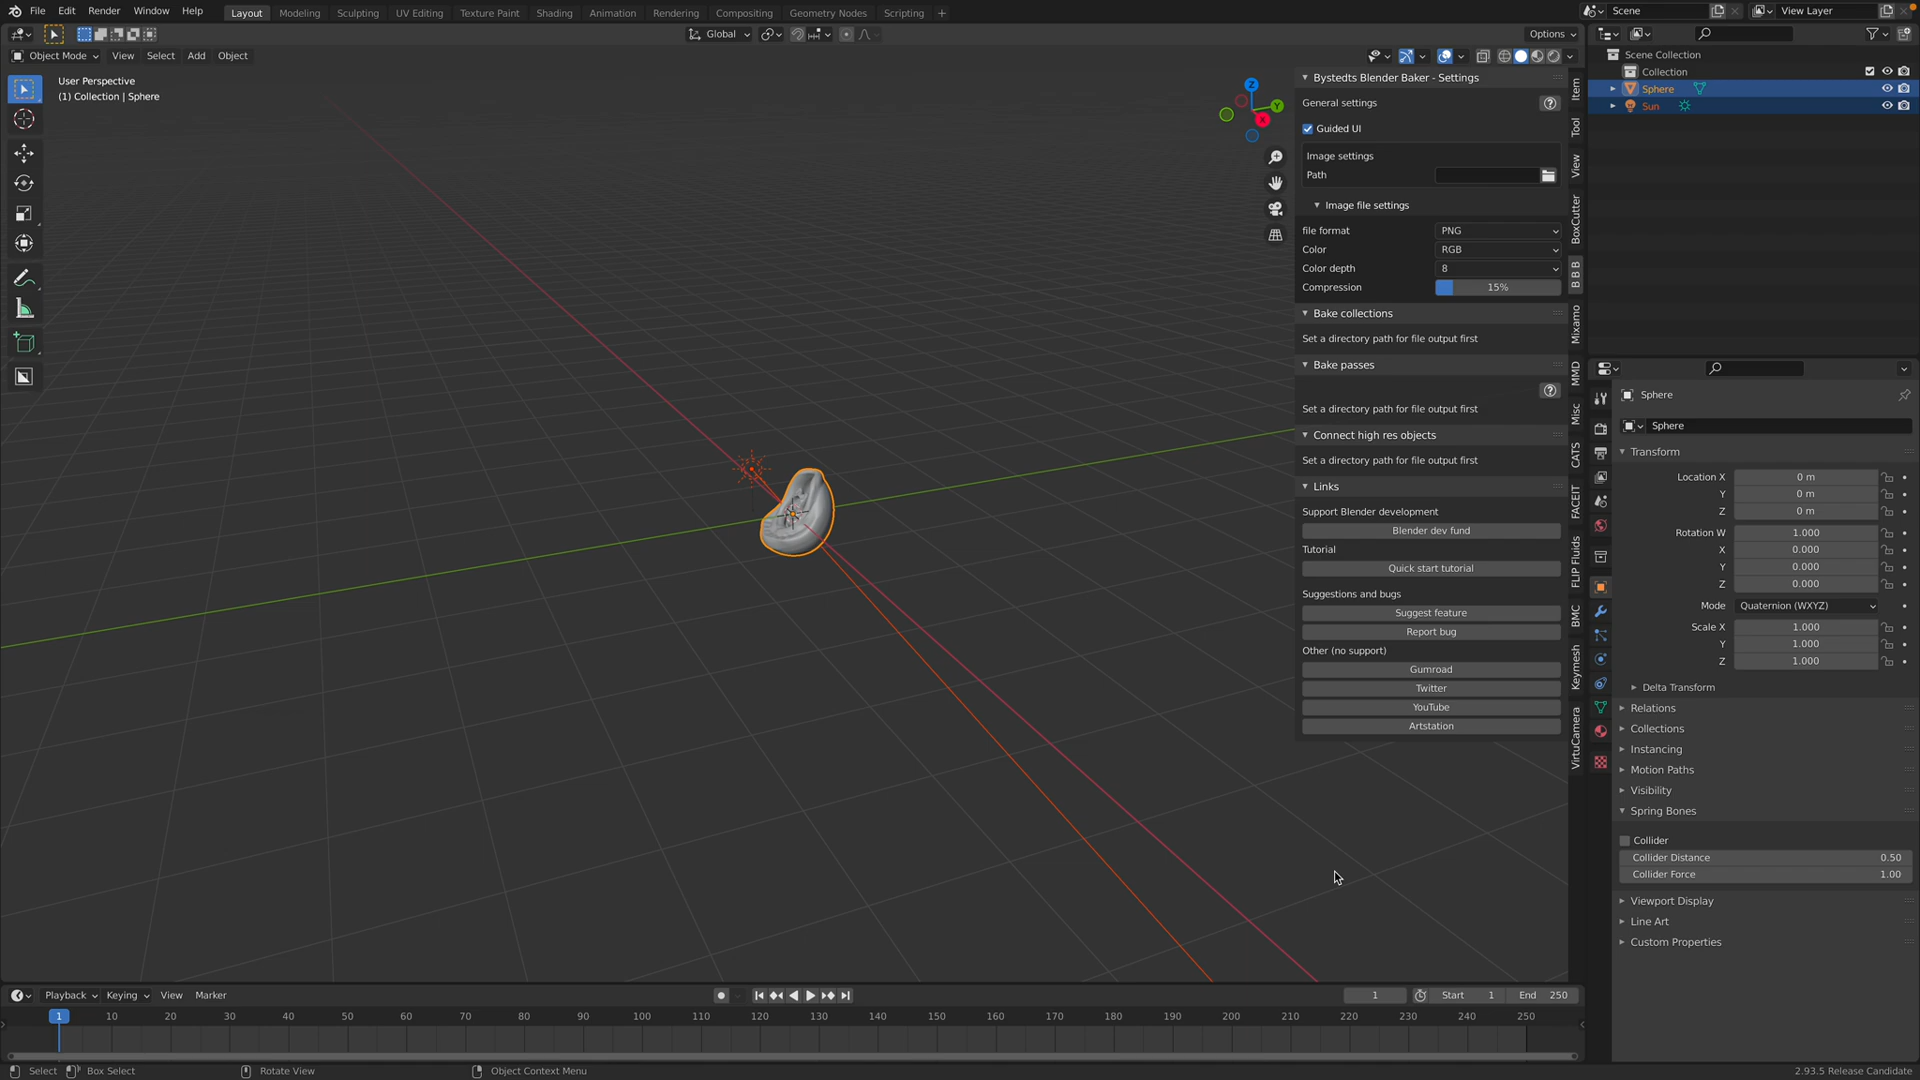 File Edit Render Window Help Layout Modeling Sculpting UV Editing Texture Paint Shading Animation Rendering Compositing Geometry Nodes Scripting Scene View Layer
Global Options
Object Mode View Select Add Object
User Perspective
(1) Collection | Sphere
Z
Y
X
Bystedts Blender Baker - Settings
General settings
Guided UI
Image settings
Path
Image file settings
file format PNG
Color RGB
Color depth 8
Compression 15%
Bake collections
Set a directory path for file output first
Bake passes
Set a directory path for file output first
Connect high res objects
Set a directory path for file output first
Links
Support Blender development
Blender dev fund
Tutorial
Quick start tutorial
Suggestions and bugs
Suggest feature
Report bug
Other (no support)
Gumroad
Twitter
YouTube
Artstation
Item
Tool
View
BoxCutter
B B B
Mixamo
MMD
Misc
CATS
FACEIT
FLIP Fluids
BMC
Keymesh
VirtuCamera
Scene Collection
Collection
Sphere
Sun
Sphere
Sphere
Transform
Location X 0 m
Y 0 m
Z 0 m
Rotation W 1.000
X 0.000
Y 0.000
Z 0.000
Mode Quaternion (WXYZ)
Scale X 1.000
Y 1.000
Z 1.000
Delta Transform
Relations
Collections
Instancing
Motion Paths
Visibility
Spring Bones
Collider
Collider Distance 0.50
Collider Force 1.00
Viewport Display
Line Art
Custom Properties
Playback Keying View Marker 1 Start 1 End 250
1 10 20 30 40 50 60 70 80 90 100 110 120 130 140 150 160 170 180 190 200 210 220 230 240 250
Select Box Select Rotate View Object Context Menu 2.93.5 Release Candidate